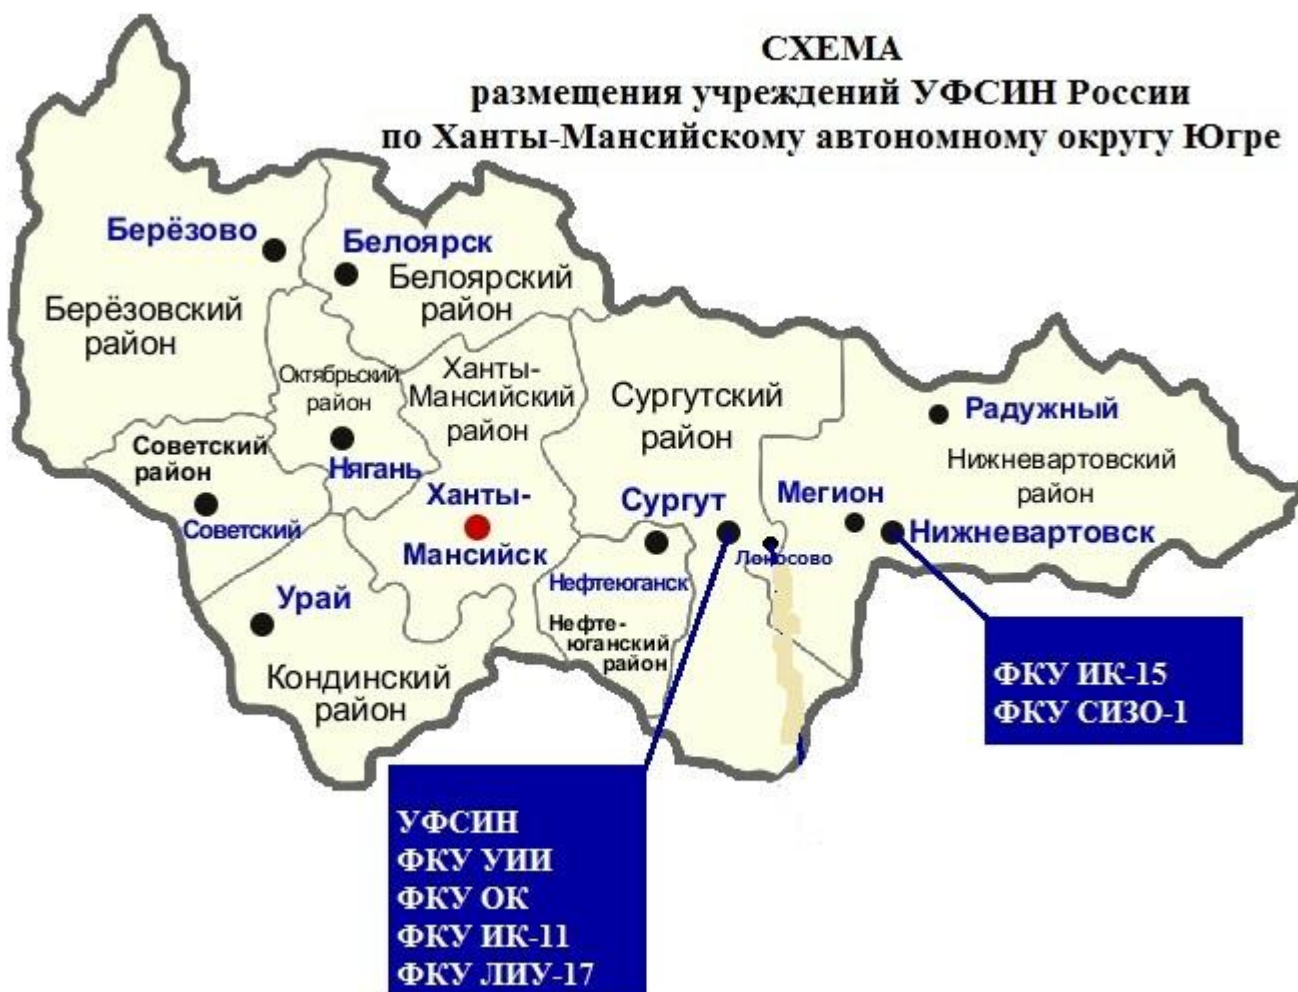 СХЕМА
размещения учреждений УФСИН России
по Ханты-Мансийскому автономному округу Югре
Берёзово
Белоярск
Белоярский
район
Берёзовский
район
Октябрьский
район
Ханты-
Мансийский
район
Сургутский
район
Радужный
Нижневартовский
район
Советский
район
Нягань
Советский
Ханты-
Мансийск
Сургут
Мегион
Нижневартовск
Локосово
Нефтеюганск
Урай
Нефте-
юганский
район
Кондинский
район
ФКУ ИК-15
ФКУ СИЗО-1
УФСИН
ФКУ УИИ
ФКУ ОК
ФКУ ИК-11
ФКУ ЛИУ-17